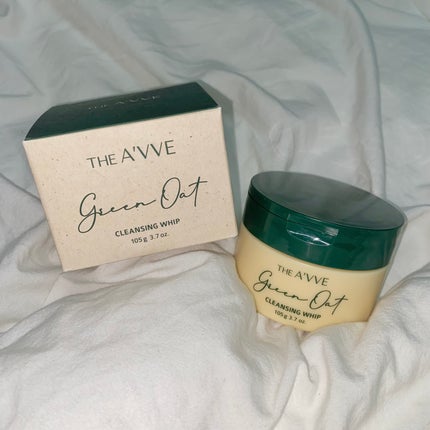 THE A'VVE
THE A'VVE
Green Oat
CLEANSING WHIP
105g 3.7 oz.
THE A'VVE
Green Oat
CLEANSING WHIP
105g 3.7 oz.